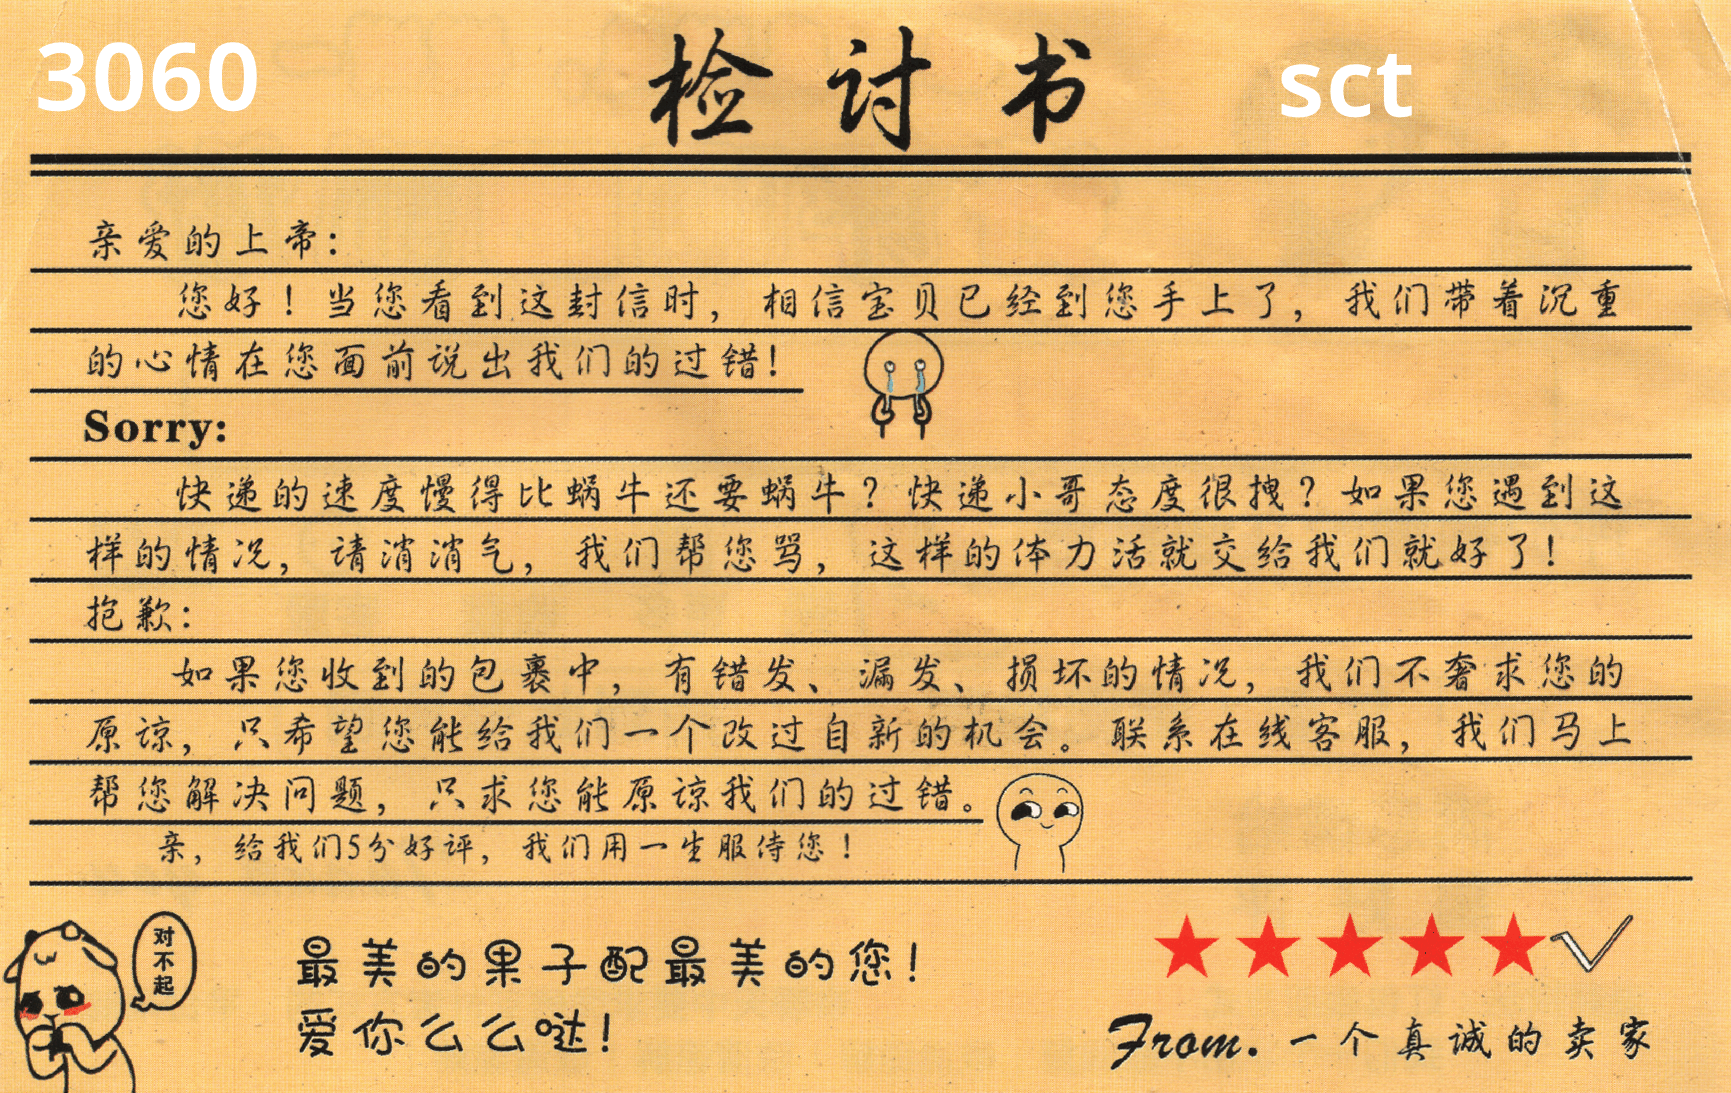 3060
检讨书
sct
亲爱的上帝：
您好！当您看到这封信时，相信宝贝已经到您手上了，我们带着沉重
的心情在您面前说出我们的过错！
Sorry:
快递的速度慢得比蜗牛还要蜗牛？快递小哥态度很拽？如果您遇到这
样的情况，请消消气，我们帮您骂，这样的体力活就交给我们就好了！
抱歉：
如果您收到的包裹中，有错发、漏发、损坏的情况，我们不奢求您的
原谅，只希望您能给我们一个改过自新的机会。联系在线客服，我们马上
帮您解决问题，只求您能原谅我们的过错。
亲，给我们5分好评，我们用一生服侍您！
对不起
最美的果子配最美的您！
爱你么么哒！
From.一个真诚的卖家